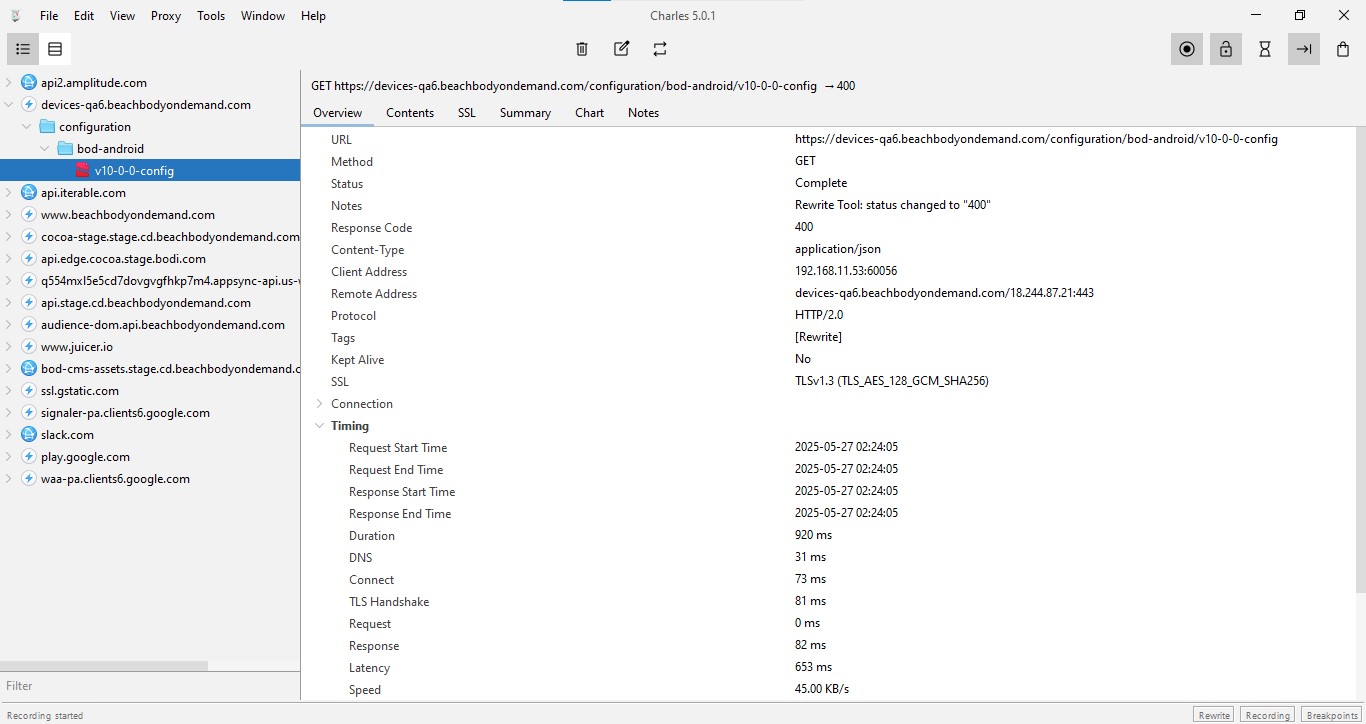 File Edit View Proxy Tools Window Help
Charles 5.0.1
api2.amplitude.com
devices-qa6.beachbodyondemand.com
configuration
bod-android
v10-0-0-config
api.iterable.com
www.beachbodyondemand.com
cocoa-stage.stage.cd.beachbodyondemand.com
api.edge.cocoa.stage.bodi.com
q554mxl5e5cd7dovgvgfhkp7m4.appsync-api.us-
api.stage.cd.beachbodyondemand.com
audience-dom.api.beachbodyondemand.com
www.juicer.io
bod-cms-assets.stage.cd.beachbodyondemand.c
ssl.gstatic.com
signaler-pa.clients6.google.com
slack.com
play.google.com
waa-pa.clients6.google.com
Filter
GET https://devices-qa6.beachbodyondemand.com/configuration/bod-android/v10-0-0-config → 400
Overview Contents SSL Summary Chart Notes
URL https://devices-qa6.beachbodyondemand.com/configuration/bod-android/v10-0-0-config
Method GET
Status Complete
Notes Rewrite Tool: status changed to "400"
Response Code 400
Content-Type application/json
Client Address 192.168.11.53:60056
Remote Address devices-qa6.beachbodyondemand.com/18.244.87.21:443
Protocol HTTP/2.0
Tags [Rewrite]
Kept Alive No
SSL TLSv1.3 (TLS_AES_128_GCM_SHA256)
Connection
Timing
Request Start Time 2025-05-27 02:24:05
Request End Time 2025-05-27 02:24:05
Response Start Time 2025-05-27 02:24:05
Response End Time 2025-05-27 02:24:05
Duration 920 ms
DNS 31 ms
Connect 73 ms
TLS Handshake 81 ms
Request 0 ms
Response 82 ms
Latency 653 ms
Speed 45.00 KB/s
Recording started
Rewrite Recording Breakpoints